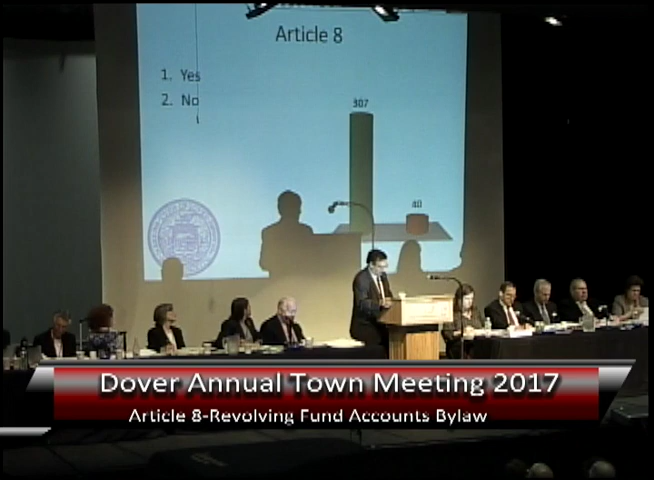 Article 8
1. Yes
2. No
307
40
Dover Annual Town Meeting 2017
Article 8-Revolving Fund Accounts Bylaw